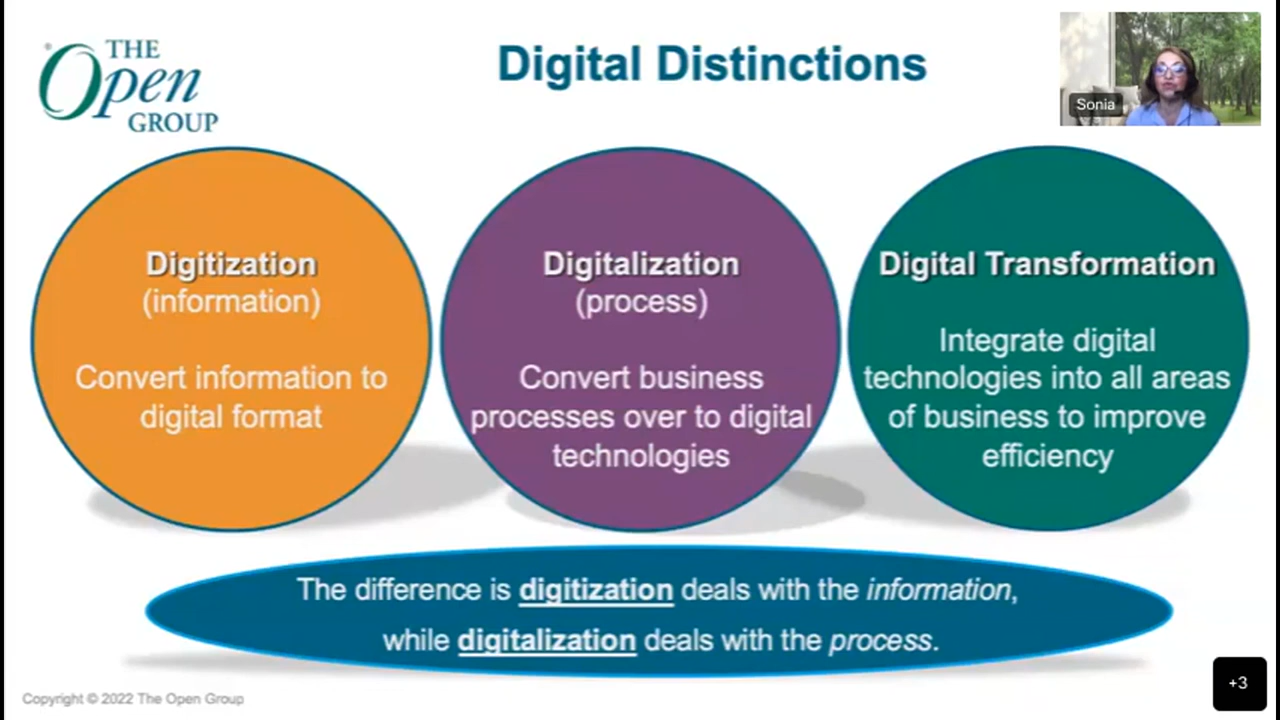 THE
Open
GROUP
Digital Distinctions
Sonia
Digitization
(information)
Convert information to
digital format
Digitalization
(process)
Convert business
processes over to digital
technologies
Digital Transformation
Integrate digital
technologies into all areas
of business to improve
efficiency
The difference is digitization deals with the information,
while digitalization deals with the process.
Copyright © 2022 The Open Group
+3